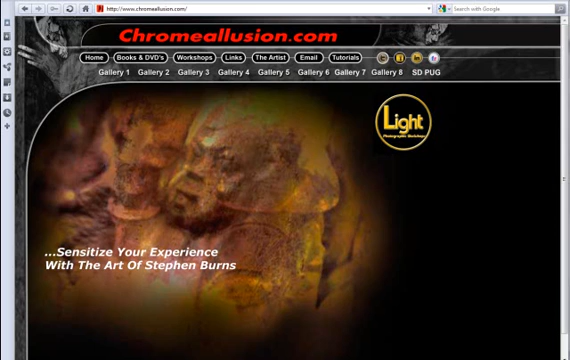 http://www.chromeallusion.com/
Search with Google
Chromeallusion.com
Home Books & DVD's Workshops Links The Artist Email Tutorials
Gallery 1 Gallery 2 Gallery 3 Gallery 4 Gallery 5 Gallery 6 Gallery 7 Gallery 8 SD PUG
Light
Photographic Workshops
...Sensitize Your Experience
With The Art Of Stephen Burns